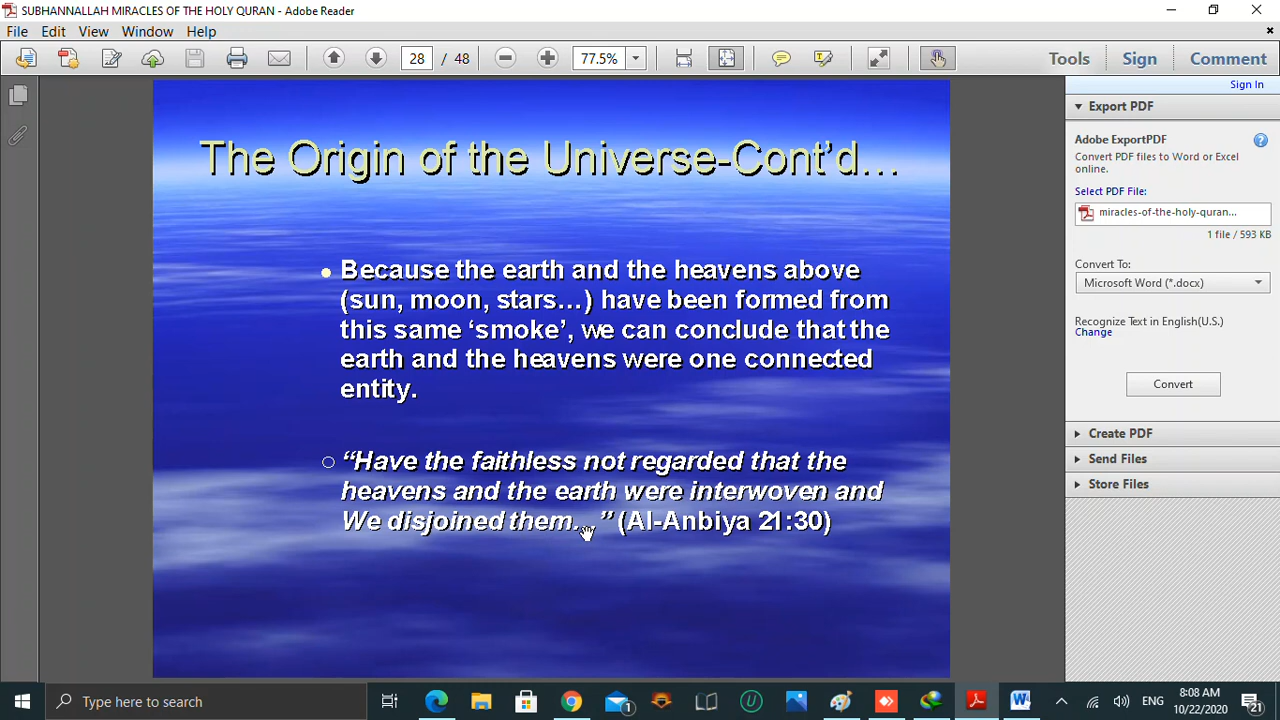 SUBHANNALLAH MIRACLES OF THE HOLY QURAN - Adobe Reader
File Edit View Window Help
28 / 48 77.5% Tools Sign Comment
Sign In
Export PDF
Adobe ExportPDF
Convert PDF files to Word or Excel
online.
Select PDF File:
miracles-of-the-holy-quran...
1 file / 593 KB
Convert To:
Microsoft Word (*.docx)
Recognize Text in English(U.S.)
Change
Convert
Create PDF
Send Files
Store Files
The Origin of the Universe-Cont’d…
Because the earth and the heavens above
(sun, moon, stars…) have been formed from
this same ‘smoke’, we can conclude that the
earth and the heavens were one connected
entity.
“Have the faithless not regarded that the
heavens and the earth were interwoven and
We disjoined them… ” (Al-Anbiya 21:30)
Type here to search
1
ENG
8:08 AM
10/22/2020
21